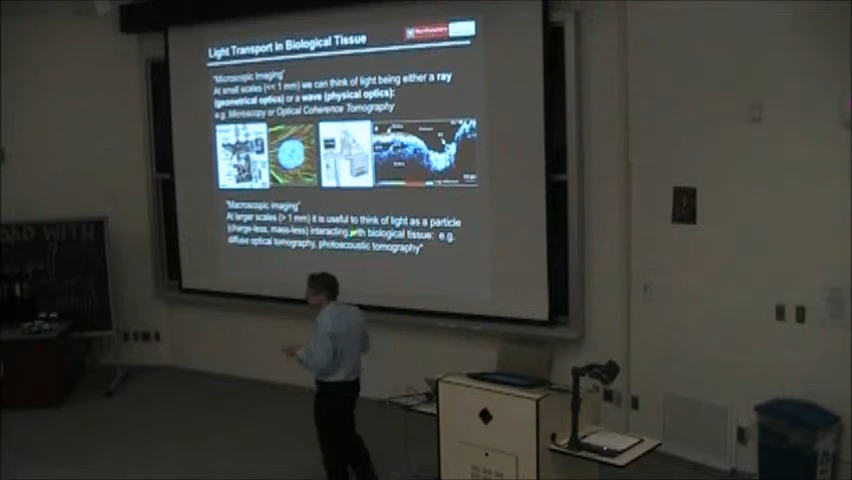 Light Transport in Biological Tissue
Northeastern
"Microscopic Imaging"
At small scales (<< 1 mm) we can think of light being either a ray
(geometrical optics) or a wave (physical optics):
e.g. Microscopy or Optical Coherence Tomography
"Macroscopic imaging"
At larger scales (> 1 mm) it is useful to think of light as a particle
(charge-less, mass-less) interacting with biological tissue: e.g.
diffuse optical tomography, photoacoustic tomography"
WITH